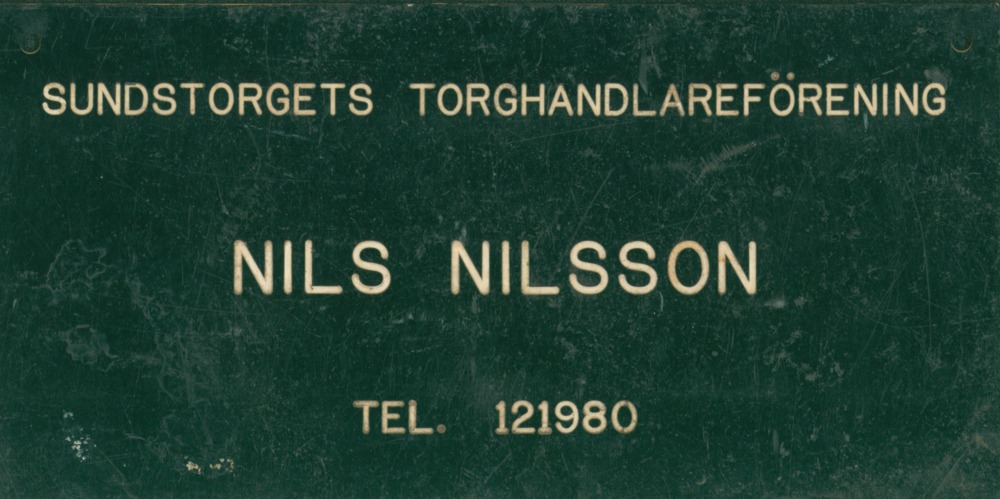 SUNDSTORGETS TORGHANDLAREFÖRENING
NILS NILSSON
TEL. 121980